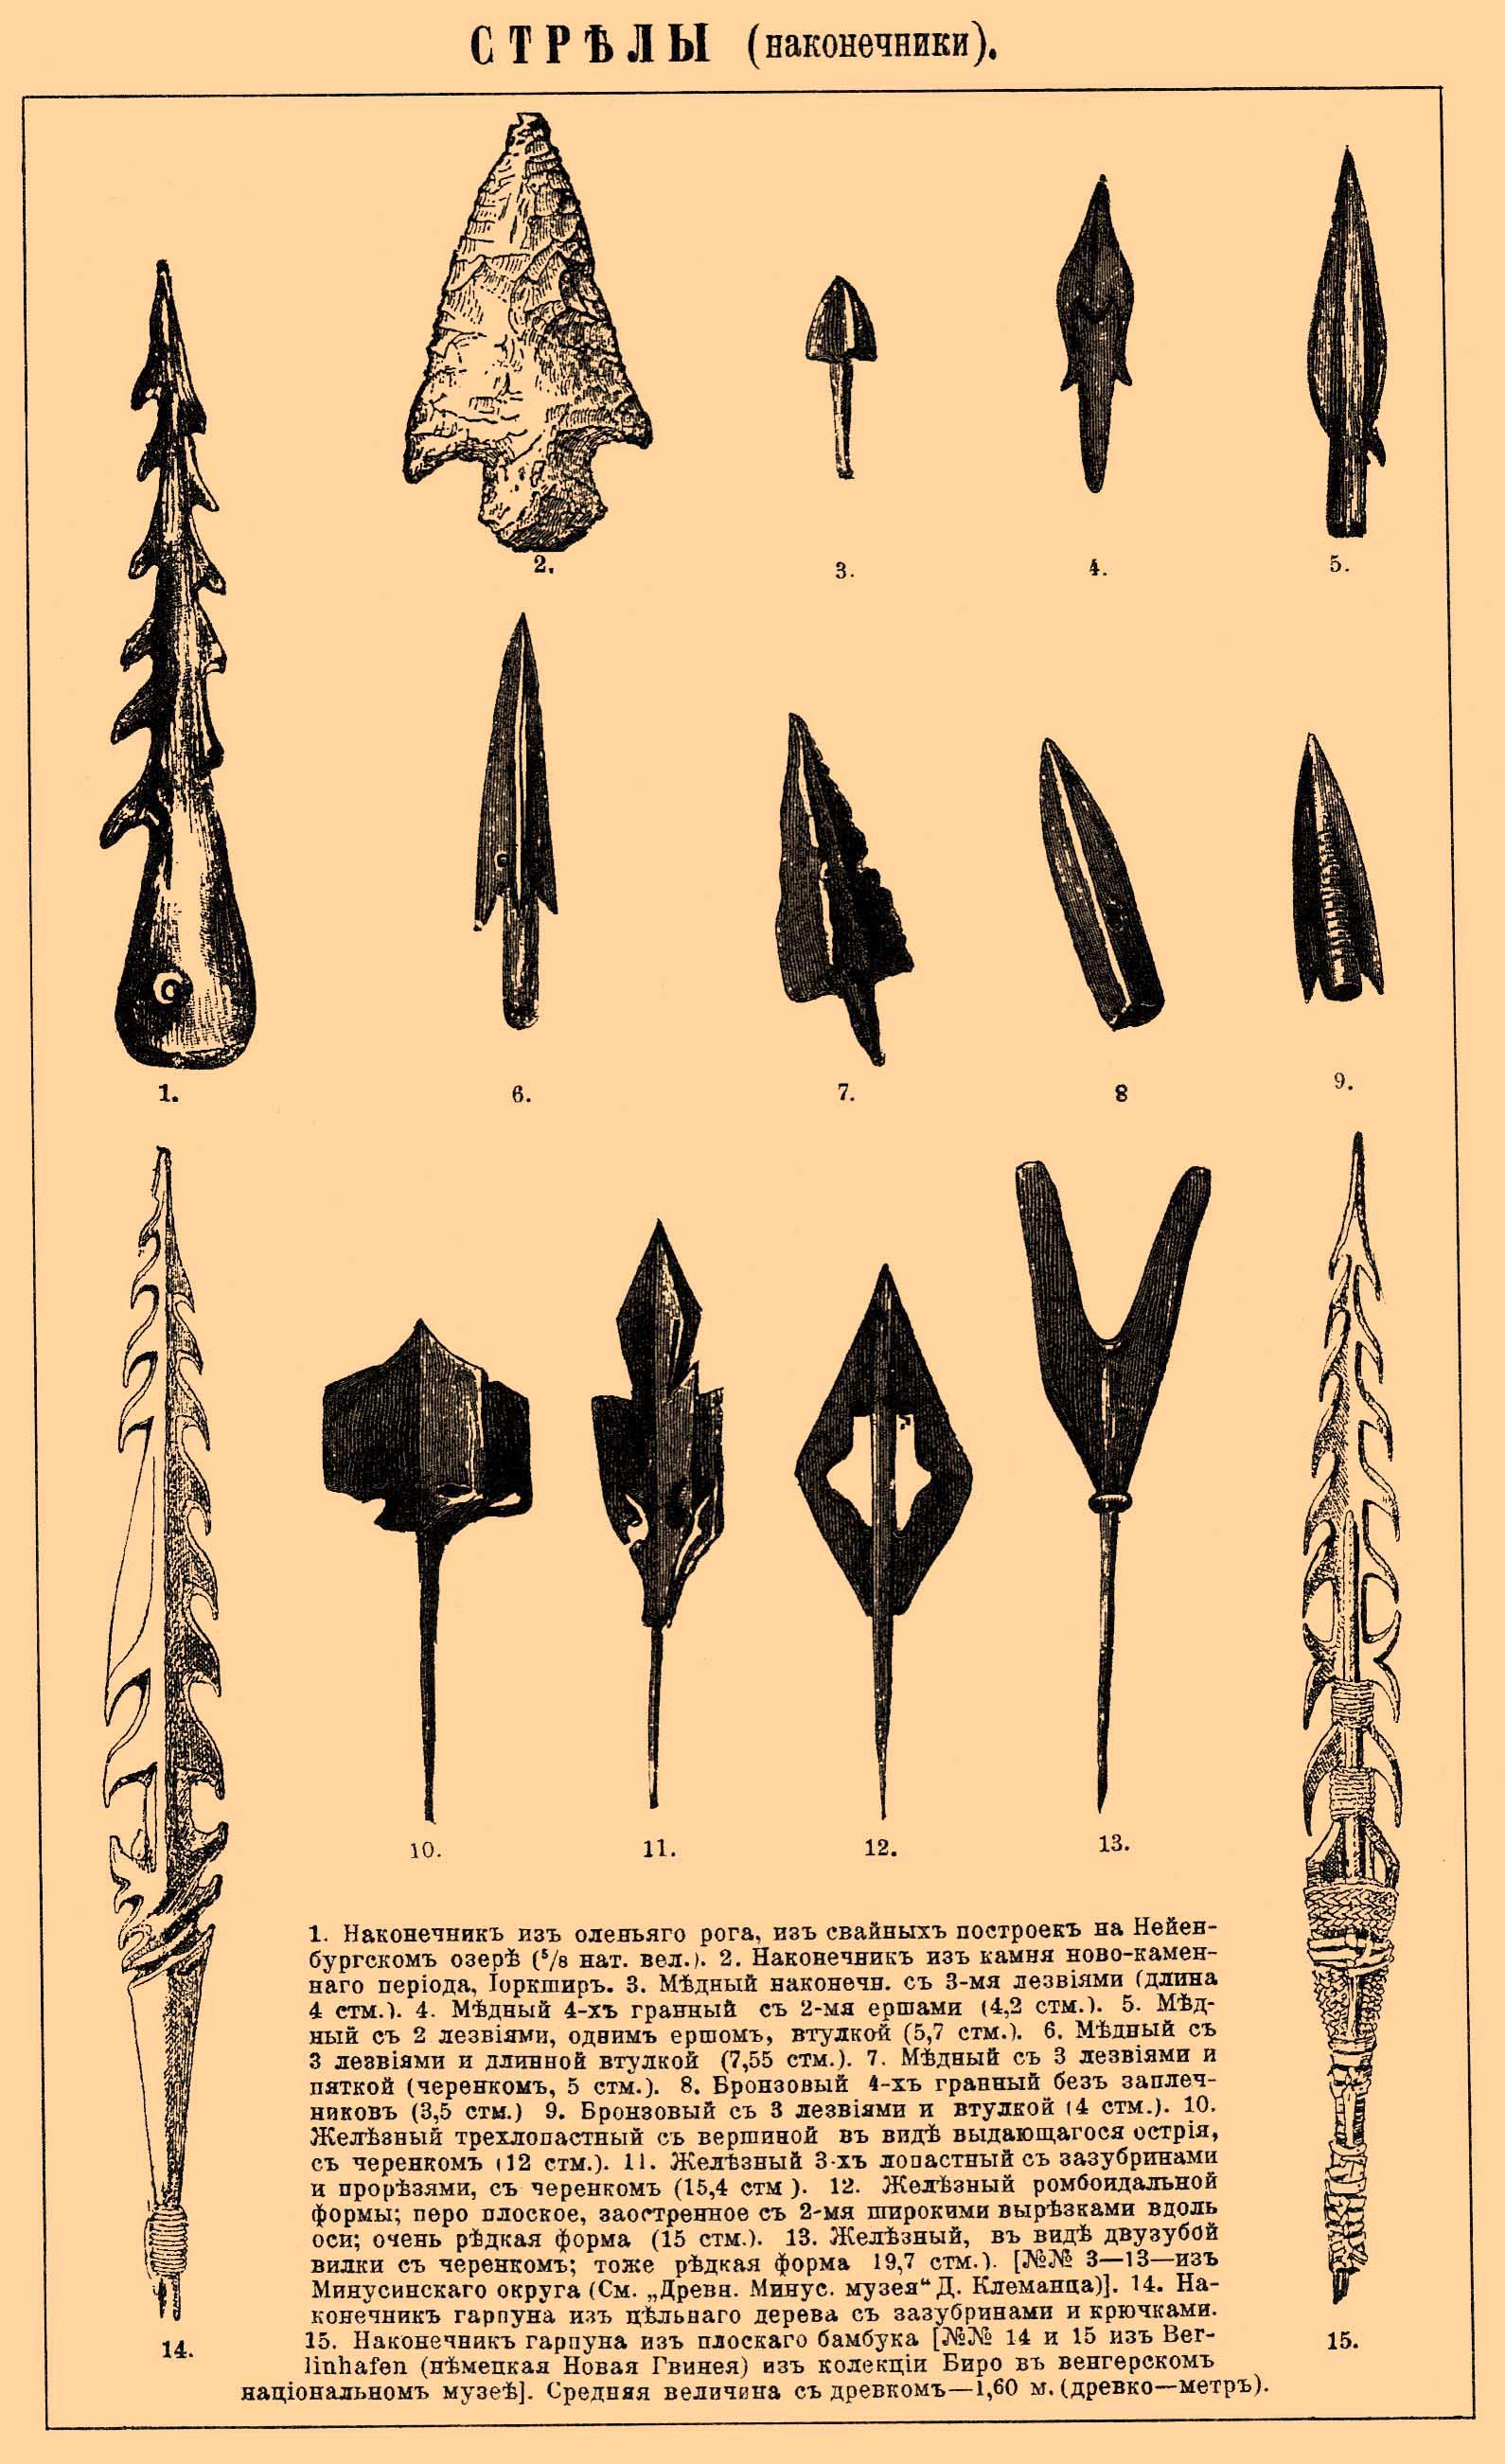 СТРѢЛЫ (наконечники).
2.
3.
4.
5.
1.
6.
7.
8
9.
10.
11.
12.
13.
1. Наконечникъ изъ оленьяго рога, изъ свайныхъ построекъ на Нейен-
бургскомъ озерѣ (⁵/₈ нат. вел.). 2. Наконечникъ изъ камня ново-камен-
наго періода, Іоркширъ. 3. Мѣдный наконечн. съ 3-мя лезвіями (длина
4 стм.). 4. Мѣдный 4-хъ гранный съ 2-мя ершами (4,2 стм.). 5. Мѣд-
ный съ 2 лезвіями, однимъ ершомъ, втулкой (5,7 стм.). 6. Мѣдный съ
3 лезвіями и длинной втулкой (7,55 стм.). 7. Мѣдный съ 3 лезвіями и
пяткой (черенкомъ, 5 стм.). 8. Бронзовый 4-хъ гранный безъ заплеч-
никовъ (3,5 стм.) 9. Бронзовый съ 3 лезвіями и втулкой (4 стм.). 10.
Желѣзный трехлопастный съ вершиной въ видѣ выдающагося острія,
съ черенкомъ (12 стм.). 11. Желѣзный 3-хъ лопастный съ зазубринами
и прорѣзями, съ черенкомъ (15,4 стм ). 12. Желѣзный ромбоидальной
формы; перо плоское, заостренное съ 2-мя широкими вырѣзками вдоль
оси; очень рѣдкая форма (15 стм.). 13. Желѣзный, въ видѣ двузубой
вилки съ черенкомъ; тоже рѣдкая форма 19,7 стм.). [№№ 3—13—изъ
Минусинскаго округа (См. „Древн. Минус. музея“ Д. Клеманца)]. 14. На-
конечникъ гарпуна изъ цѣльнаго дерева съ зазубринами и крючками.
15. Наконечникъ гарпуна изъ плоскаго бамбука [№№ 14 и 15 изъ Ber-
linhafen (нѣмецкая Новая Гвинея) изъ колекціи Биро въ венгерскомъ
національномъ музеѣ]. Средняя величина съ древкомъ—1,60 м. (древко—метръ).
14.
15.